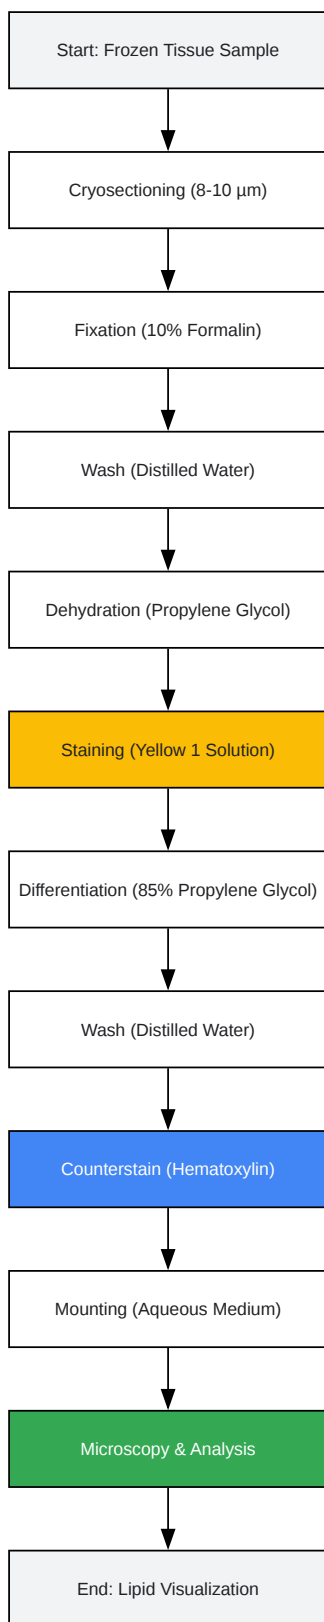 Start: Frozen Tissue Sample
Cryosectioning (8-10 µm)
Fixation (10% Formalin)
Wash (Distilled Water)
Dehydration (Propylene Glycol)
Staining (Yellow 1 Solution)
Differentiation (85% Propylene Glycol)
Wash (Distilled Water)
Counterstain (Hematoxylin)
Mounting (Aqueous Medium)
Microscopy & Analysis
End: Lipid Visualization